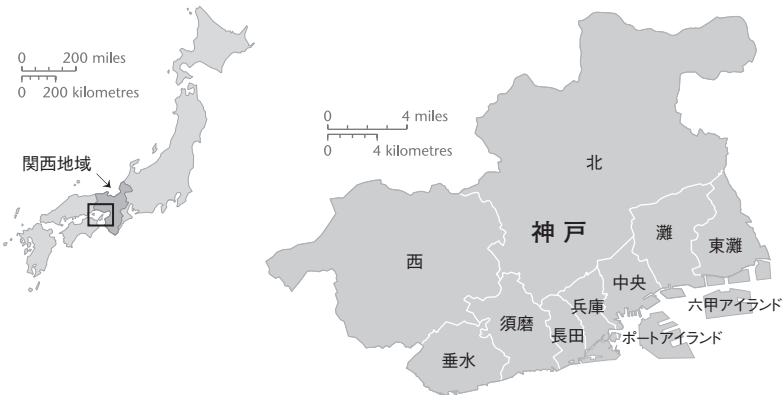 0 200 miles
0 200 kilometres
関西地域
0 4 miles
0 4 kilometres
北
神戸
灘
東灘
西
中央
兵庫
六甲アイランド
須磨
長田
ポートアイランド
垂水